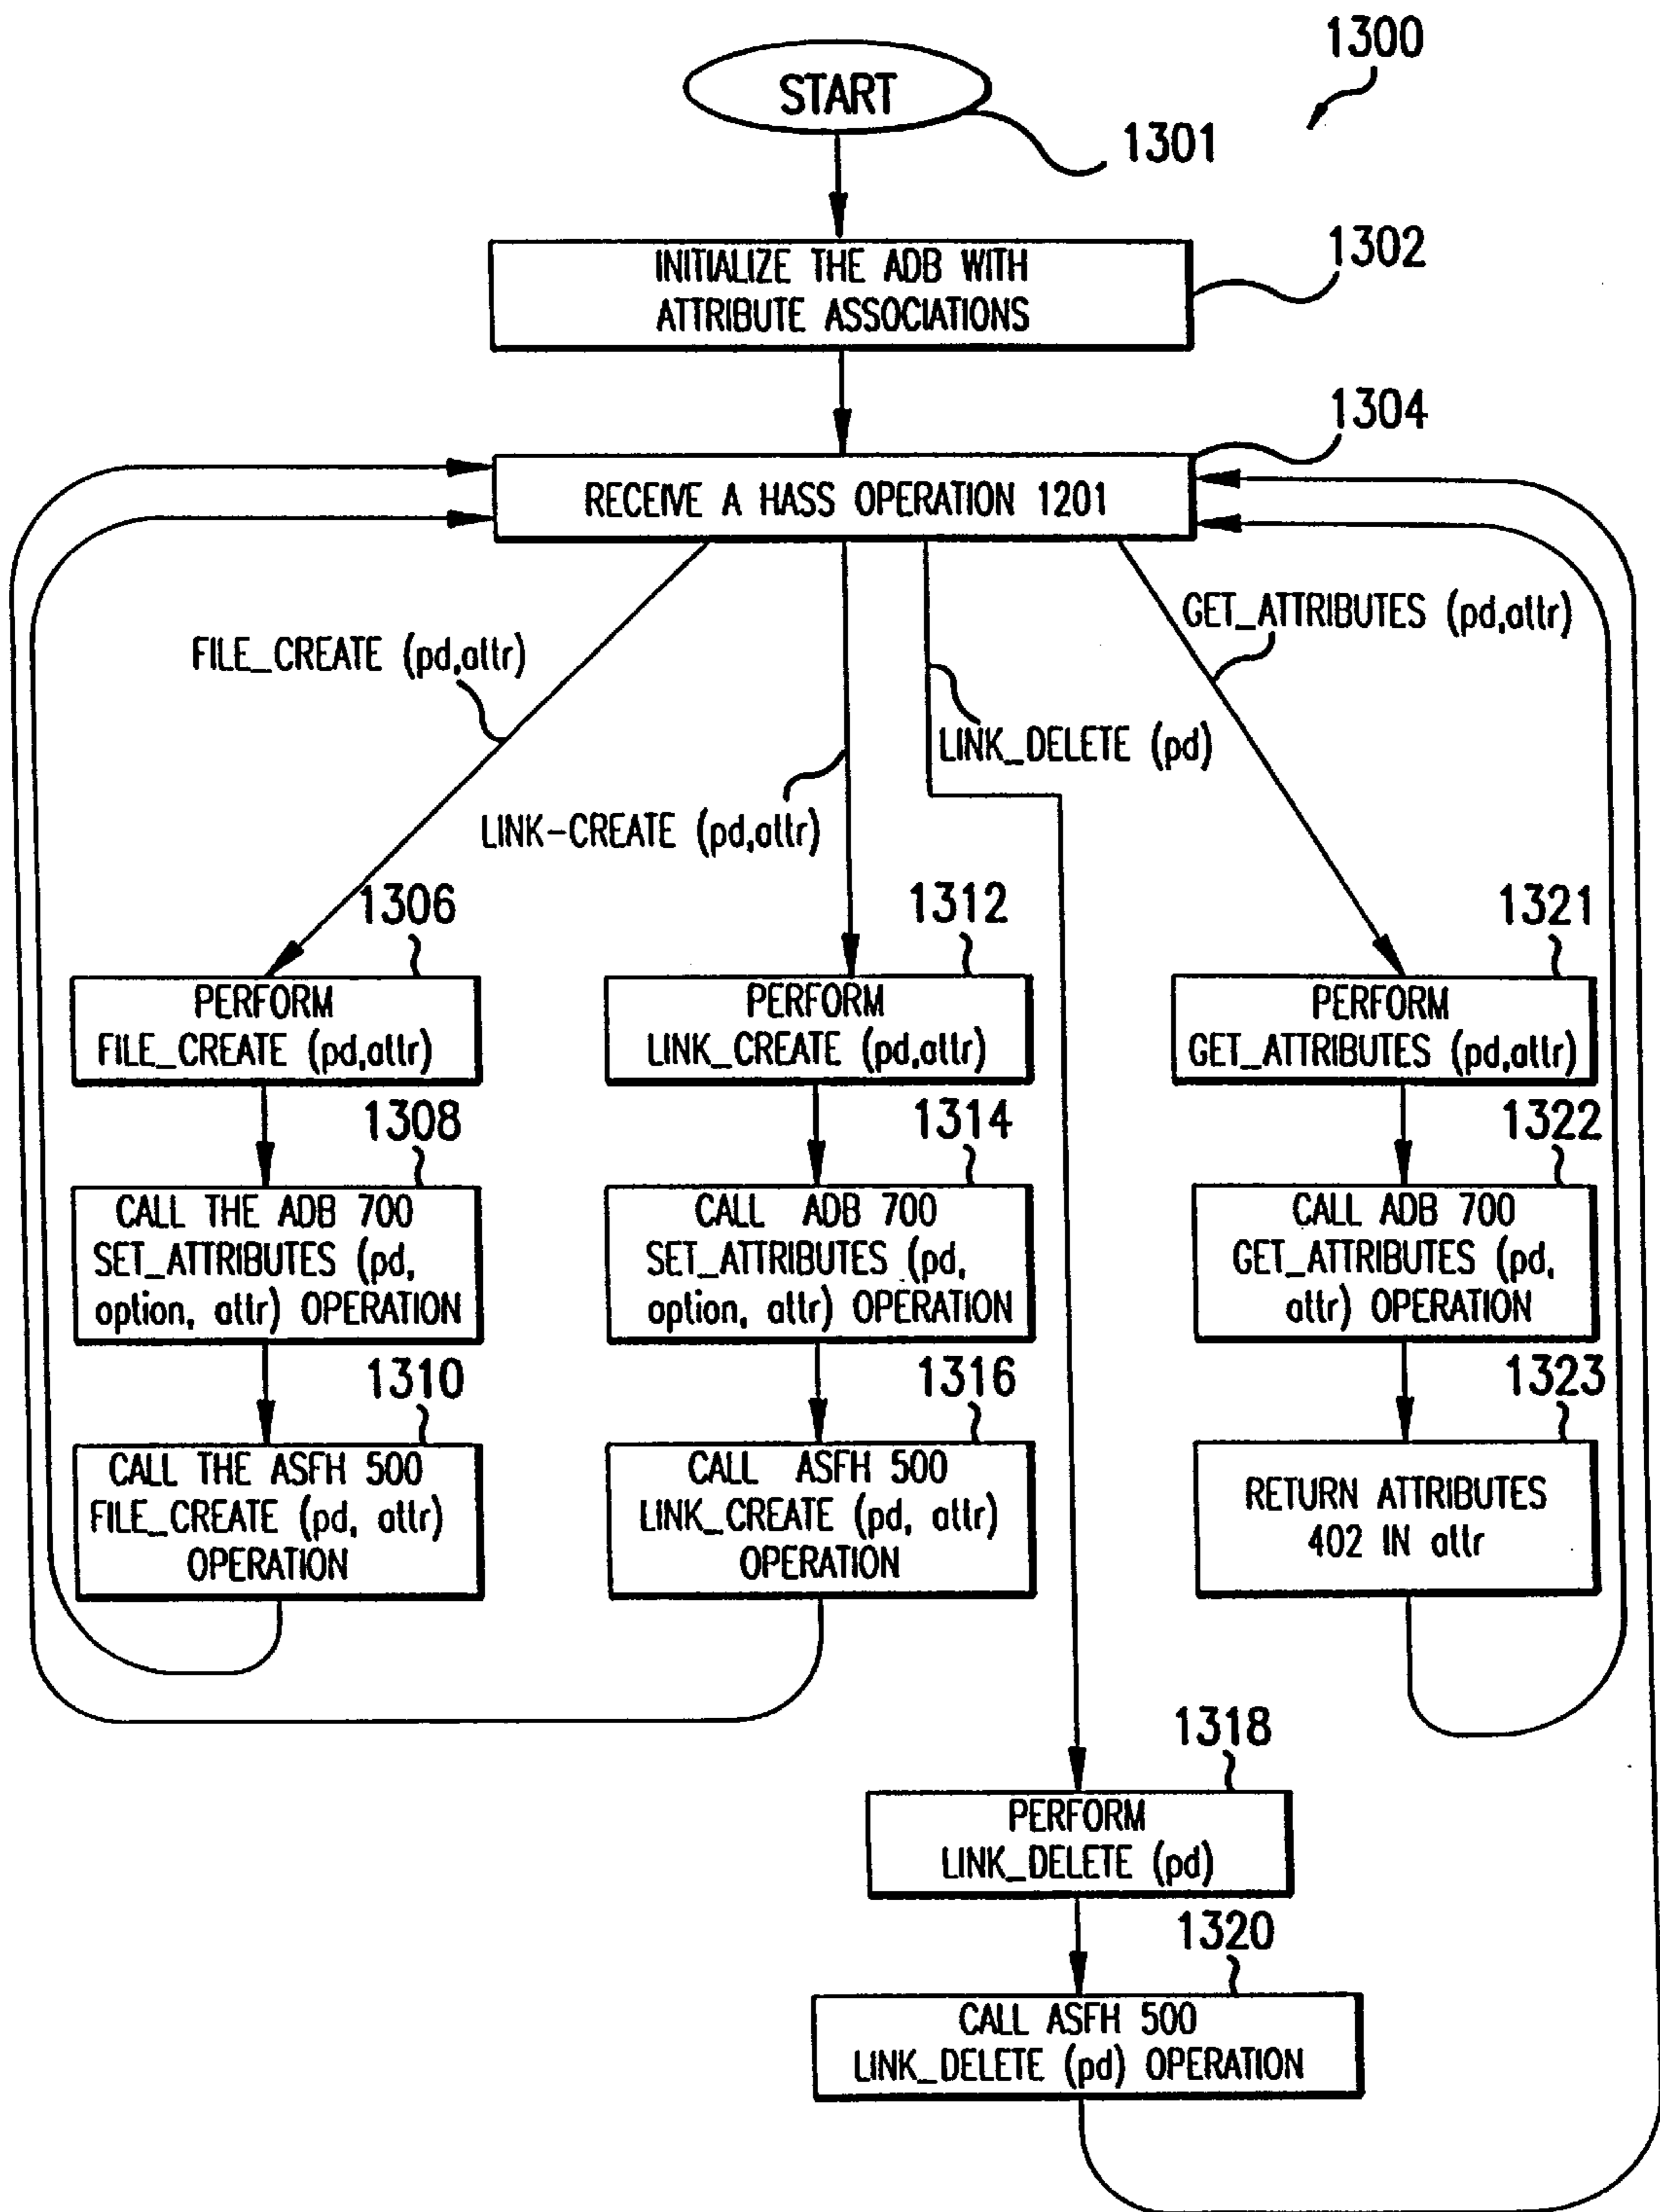 1300
START
1301
INITIALIZE THE ADB WITH
ATTRIBUTE ASSOCIATIONS
1302
1304
RECEIVE A HASS OPERATION 1201
FILE_CREATE (pd,attr)
LINK-CREATE (pd,attr)
LINK_DELETE (pd)
GET_ATTRIBUTES (pd,attr)
1306
PERFORM
FILE_CREATE (pd,attr)
1308
CALL THE ADB 700
SET_ATTRIBUTES (pd,
option, attr) OPERATION
1310
CALL THE ASFH 500
FILE_CREATE (pd, attr)
OPERATION
1312
PERFORM
LINK_CREATE (pd,attr)
1314
CALL ADB 700
SET_ATTRIBUTES (pd,
option, attr) OPERATION
1316
CALL ASFH 500
LINK_CREATE (pd, attr)
OPERATION
1321
PERFORM
GET_ATTRIBUTES (pd,attr)
1322
CALL ADB 700
GET_ATTRIBUTES (pd,
attr) OPERATION
1323
RETURN ATTRIBUTES
402 IN attr
1318
PERFORM
LINK_DELETE (pd)
1320
CALL ASFH 500
LINK_DELETE (pd) OPERATION